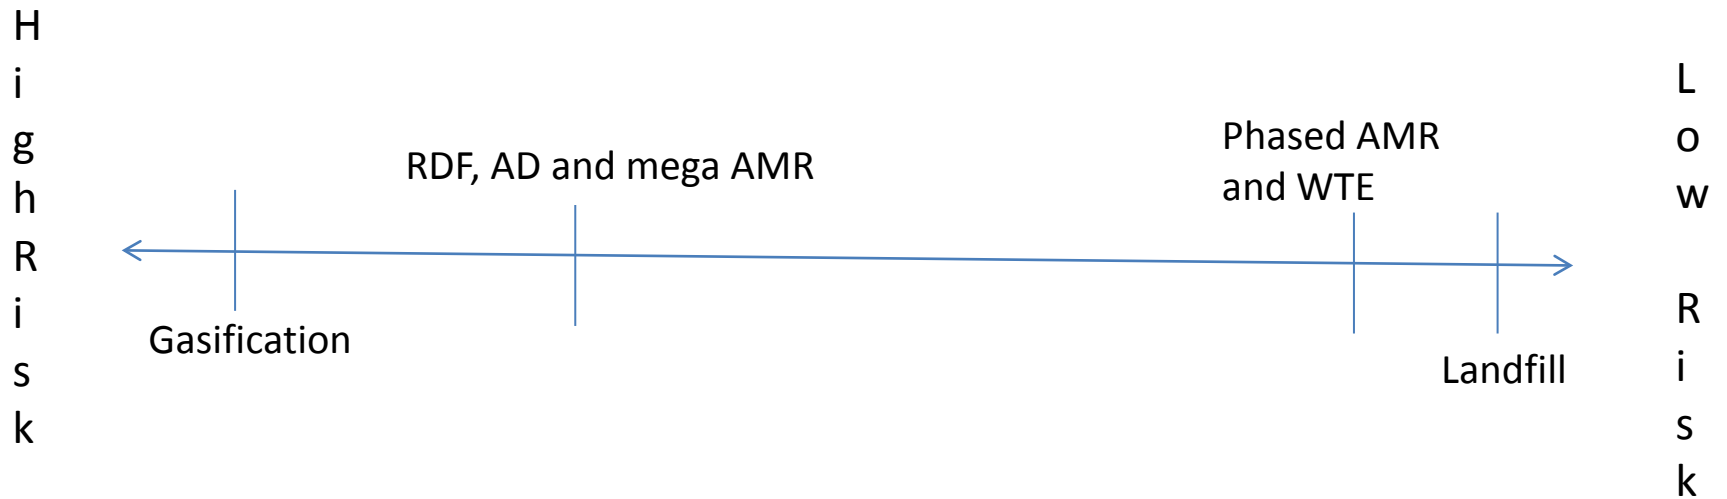 High Risk
RDF, AD and mega AMR
Gasification
Phased AMR
and WTE
Landfill
Low Risk